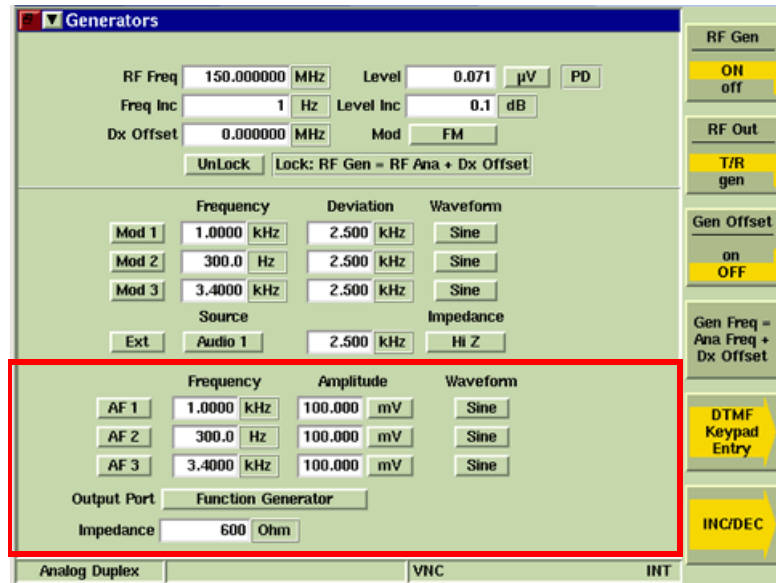 Generators
RF Freq 150.000000 MHz Level 0.071 µV PD
Freq Inc 1 Hz Level Inc 0.1 dB
Dx Offset 0.000000 MHz Mod FM
UnLock Lock: RF Gen = RF Ana + Dx Offset
Frequency Deviation Waveform
Mod 1 1.0000 kHz 2.500 kHz Sine
Mod 2 300.0 Hz 2.500 kHz Sine
Mod 3 3.4000 kHz 2.500 kHz Sine
Source Impedance
Ext Audio 1 2.500 kHz Hi Z
Frequency Amplitude Waveform
AF 1 1.0000 kHz 100.000 mV Sine
AF 2 300.0 Hz 100.000 mV Sine
AF 3 3.4000 kHz 100.000 mV Sine
Output Port Function Generator
Impedance 600 Ohm
Analog Duplex VNC INT
RF Gen
ON
off
RF Out
T/R
gen
Gen Offset
on
OFF
Gen Freq =
Ana Freq +
Dx Offset
DTMF
Keypad
Entry
INC/DEC